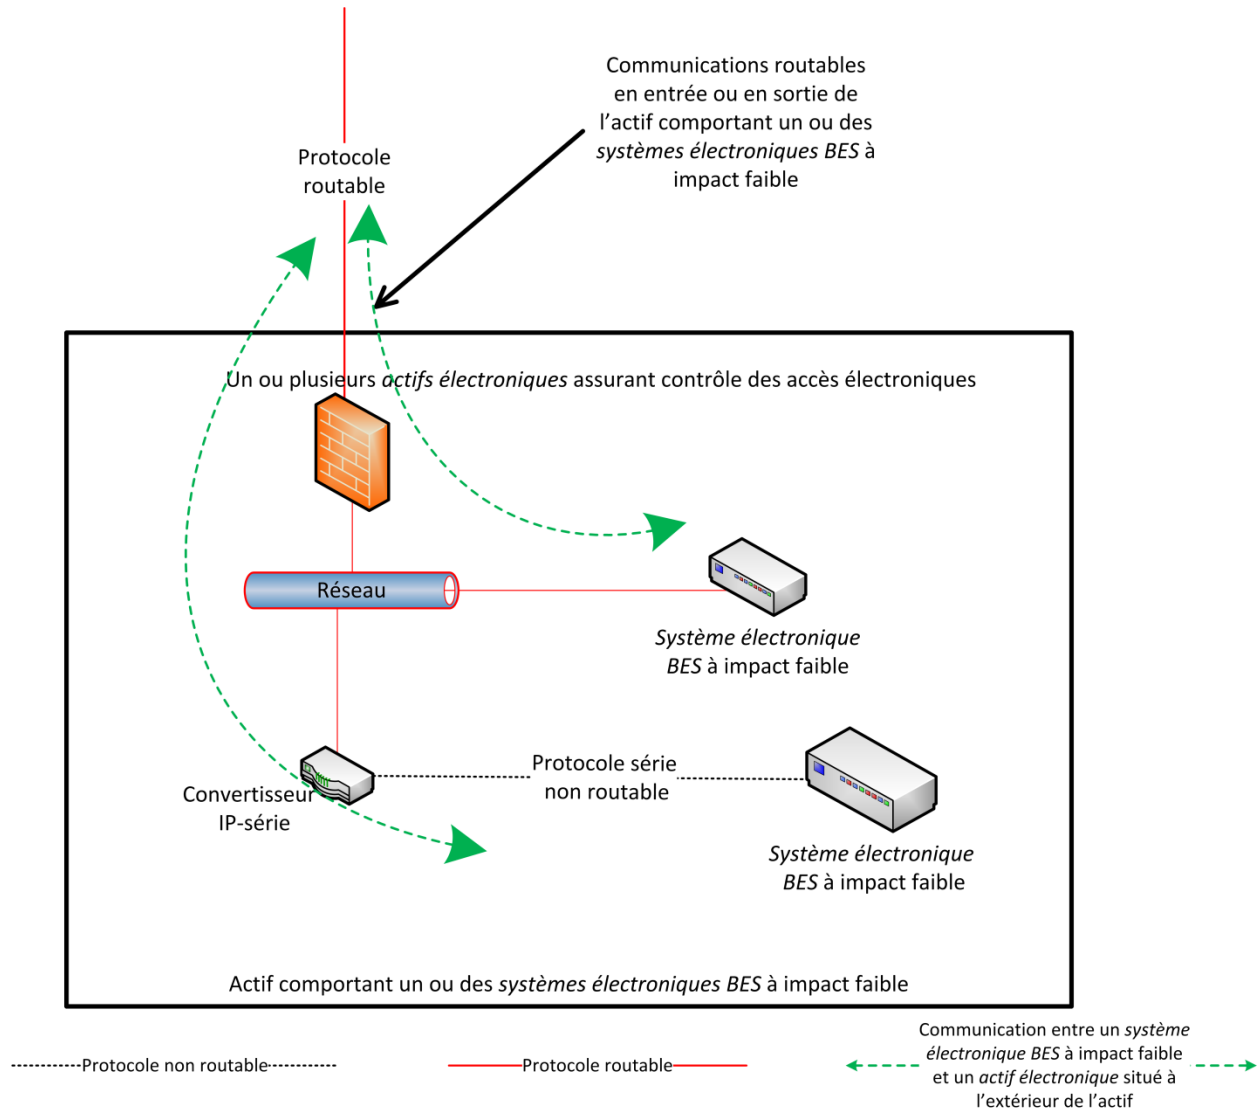 Communications routables
en entrée ou en sortie de
l'actif comportant un ou des
systèmes électroniques BES à
impact faible
Protocole
routable
Un ou plusieurs actifs électroniques assurant contrôle des accès électroniques
Réseau
Système électronique
BES à impact faible
Protocole série
non routable
Convertisseur
IP-série
Système électronique
BES à impact faible
Actif comportant un ou des systèmes électroniques BES à impact faible
Protocole non routable
Protocole routable
Communication entre un système
électronique BES à impact faible
et un actif électronique situé à
l'extérieur de l'actif